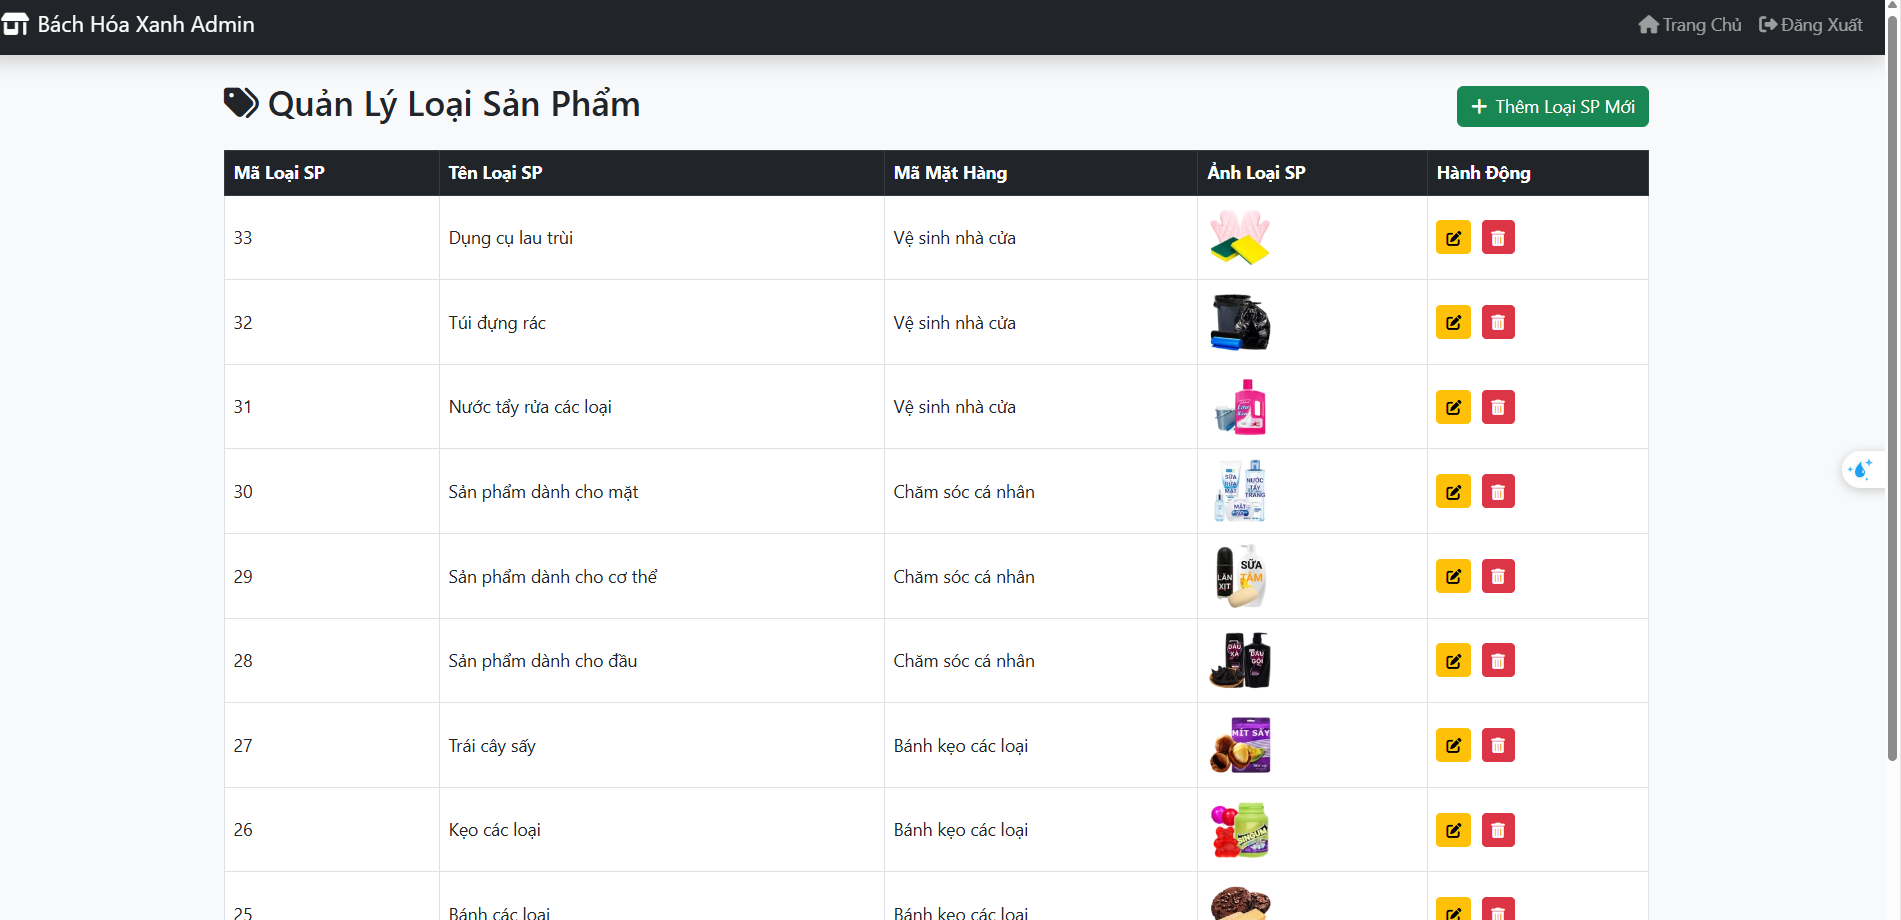 Bách Hóa Xanh Admin
Trang Chủ Đăng Xuất
Quản Lý Loại Sản Phẩm
Thêm Loại SP Mới
Mã Loại SP Tên Loại SP Mã Mặt Hàng Ảnh Loại SP Hành Động
33 Dụng cụ lau trùi Vệ sinh nhà cửa
32 Túi đựng rác Vệ sinh nhà cửa
31 Nước tẩy rửa các loại Vệ sinh nhà cửa
30 Sản phẩm dành cho mặt Chăm sóc cá nhân
SỮA
RỬA
MẶT
NƯỚC
TẨY
TRANG
MẶT
29 Sản phẩm dành cho cơ thể Chăm sóc cá nhân
LĂN
XỊT
SỮA
TẮM
28 Sản phẩm dành cho đầu Chăm sóc cá nhân
DẦU
XẢ
DẦU
GỘI
27 Trái cây sấy Bánh kẹo các loại
MÍT SẤY
26 Kẹo các loại Bánh kẹo các loại
25 Bánh các loại Bánh kẹo các loại